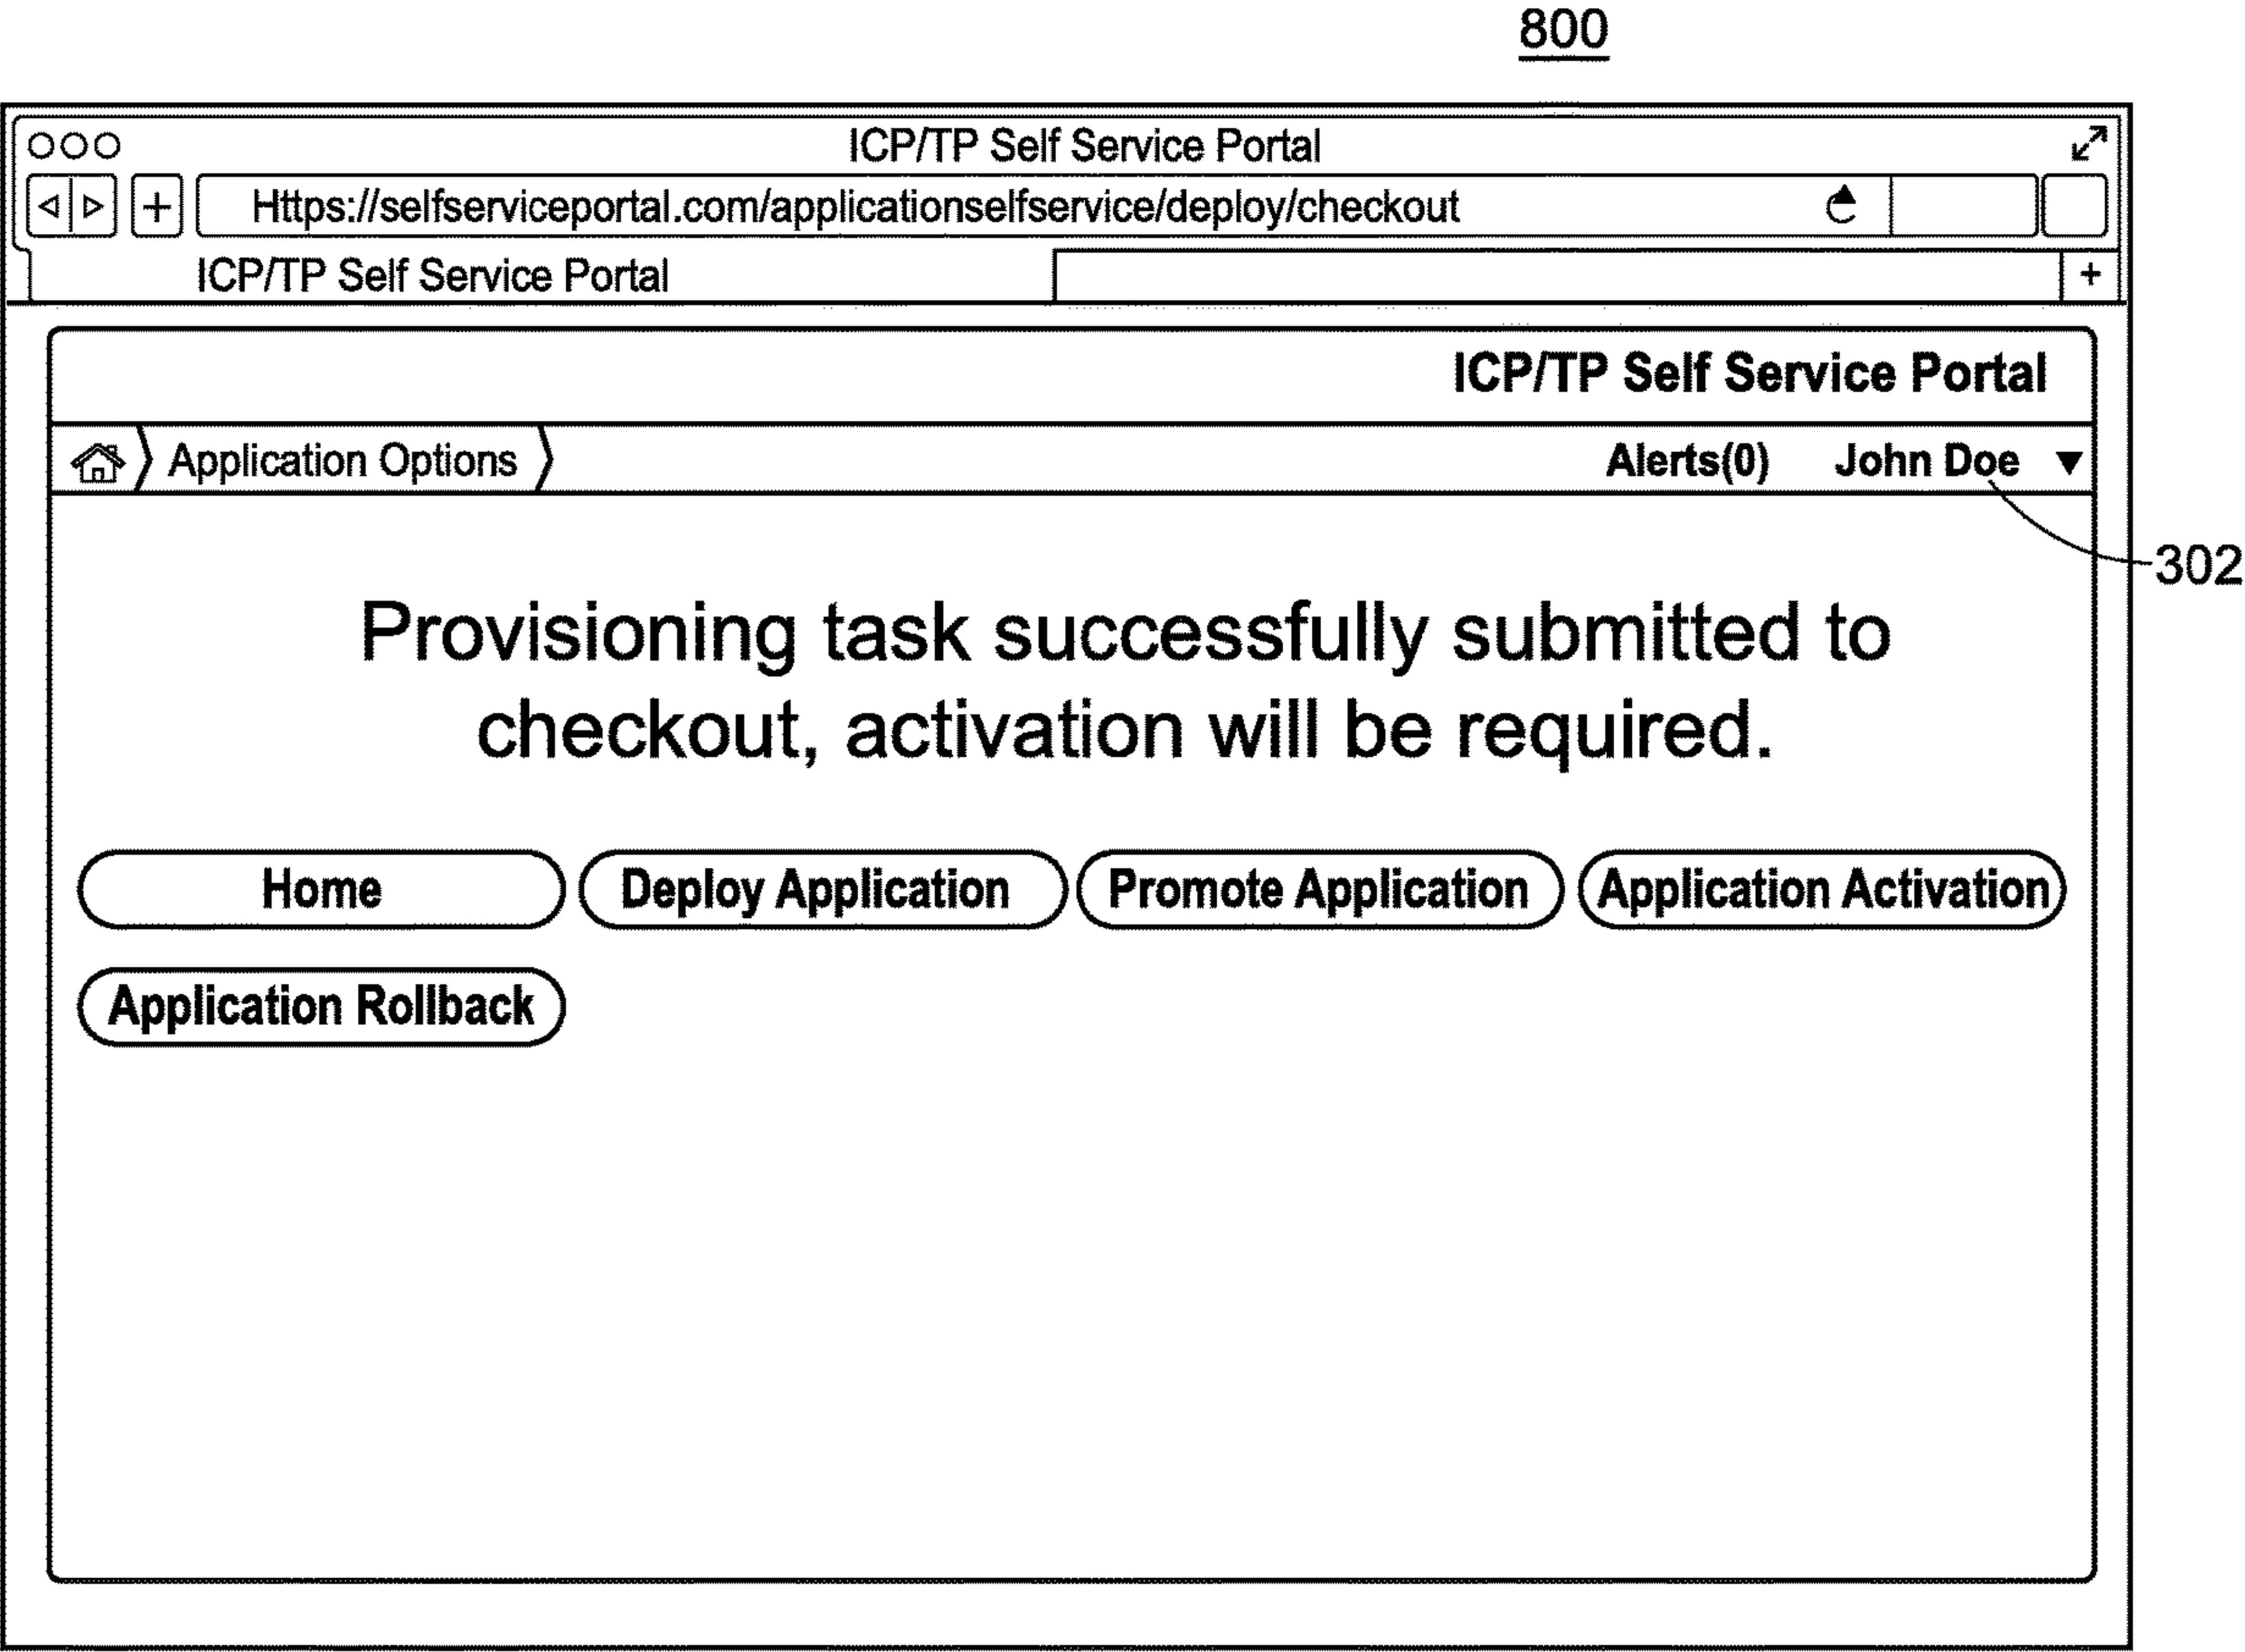 800
ICP/TP Self Service Portal
Https://selfserviceportal.com/applicationselfservice/deploy/checkout
ICP/TP Self Service Portal
+
ICP/TP Self Service Portal
Application Options Alerts(0) John Doe
302
Provisioning task successfully submitted to
checkout, activation will be required.
Home Deploy Application Promote Application Application Activation
Application Rollback